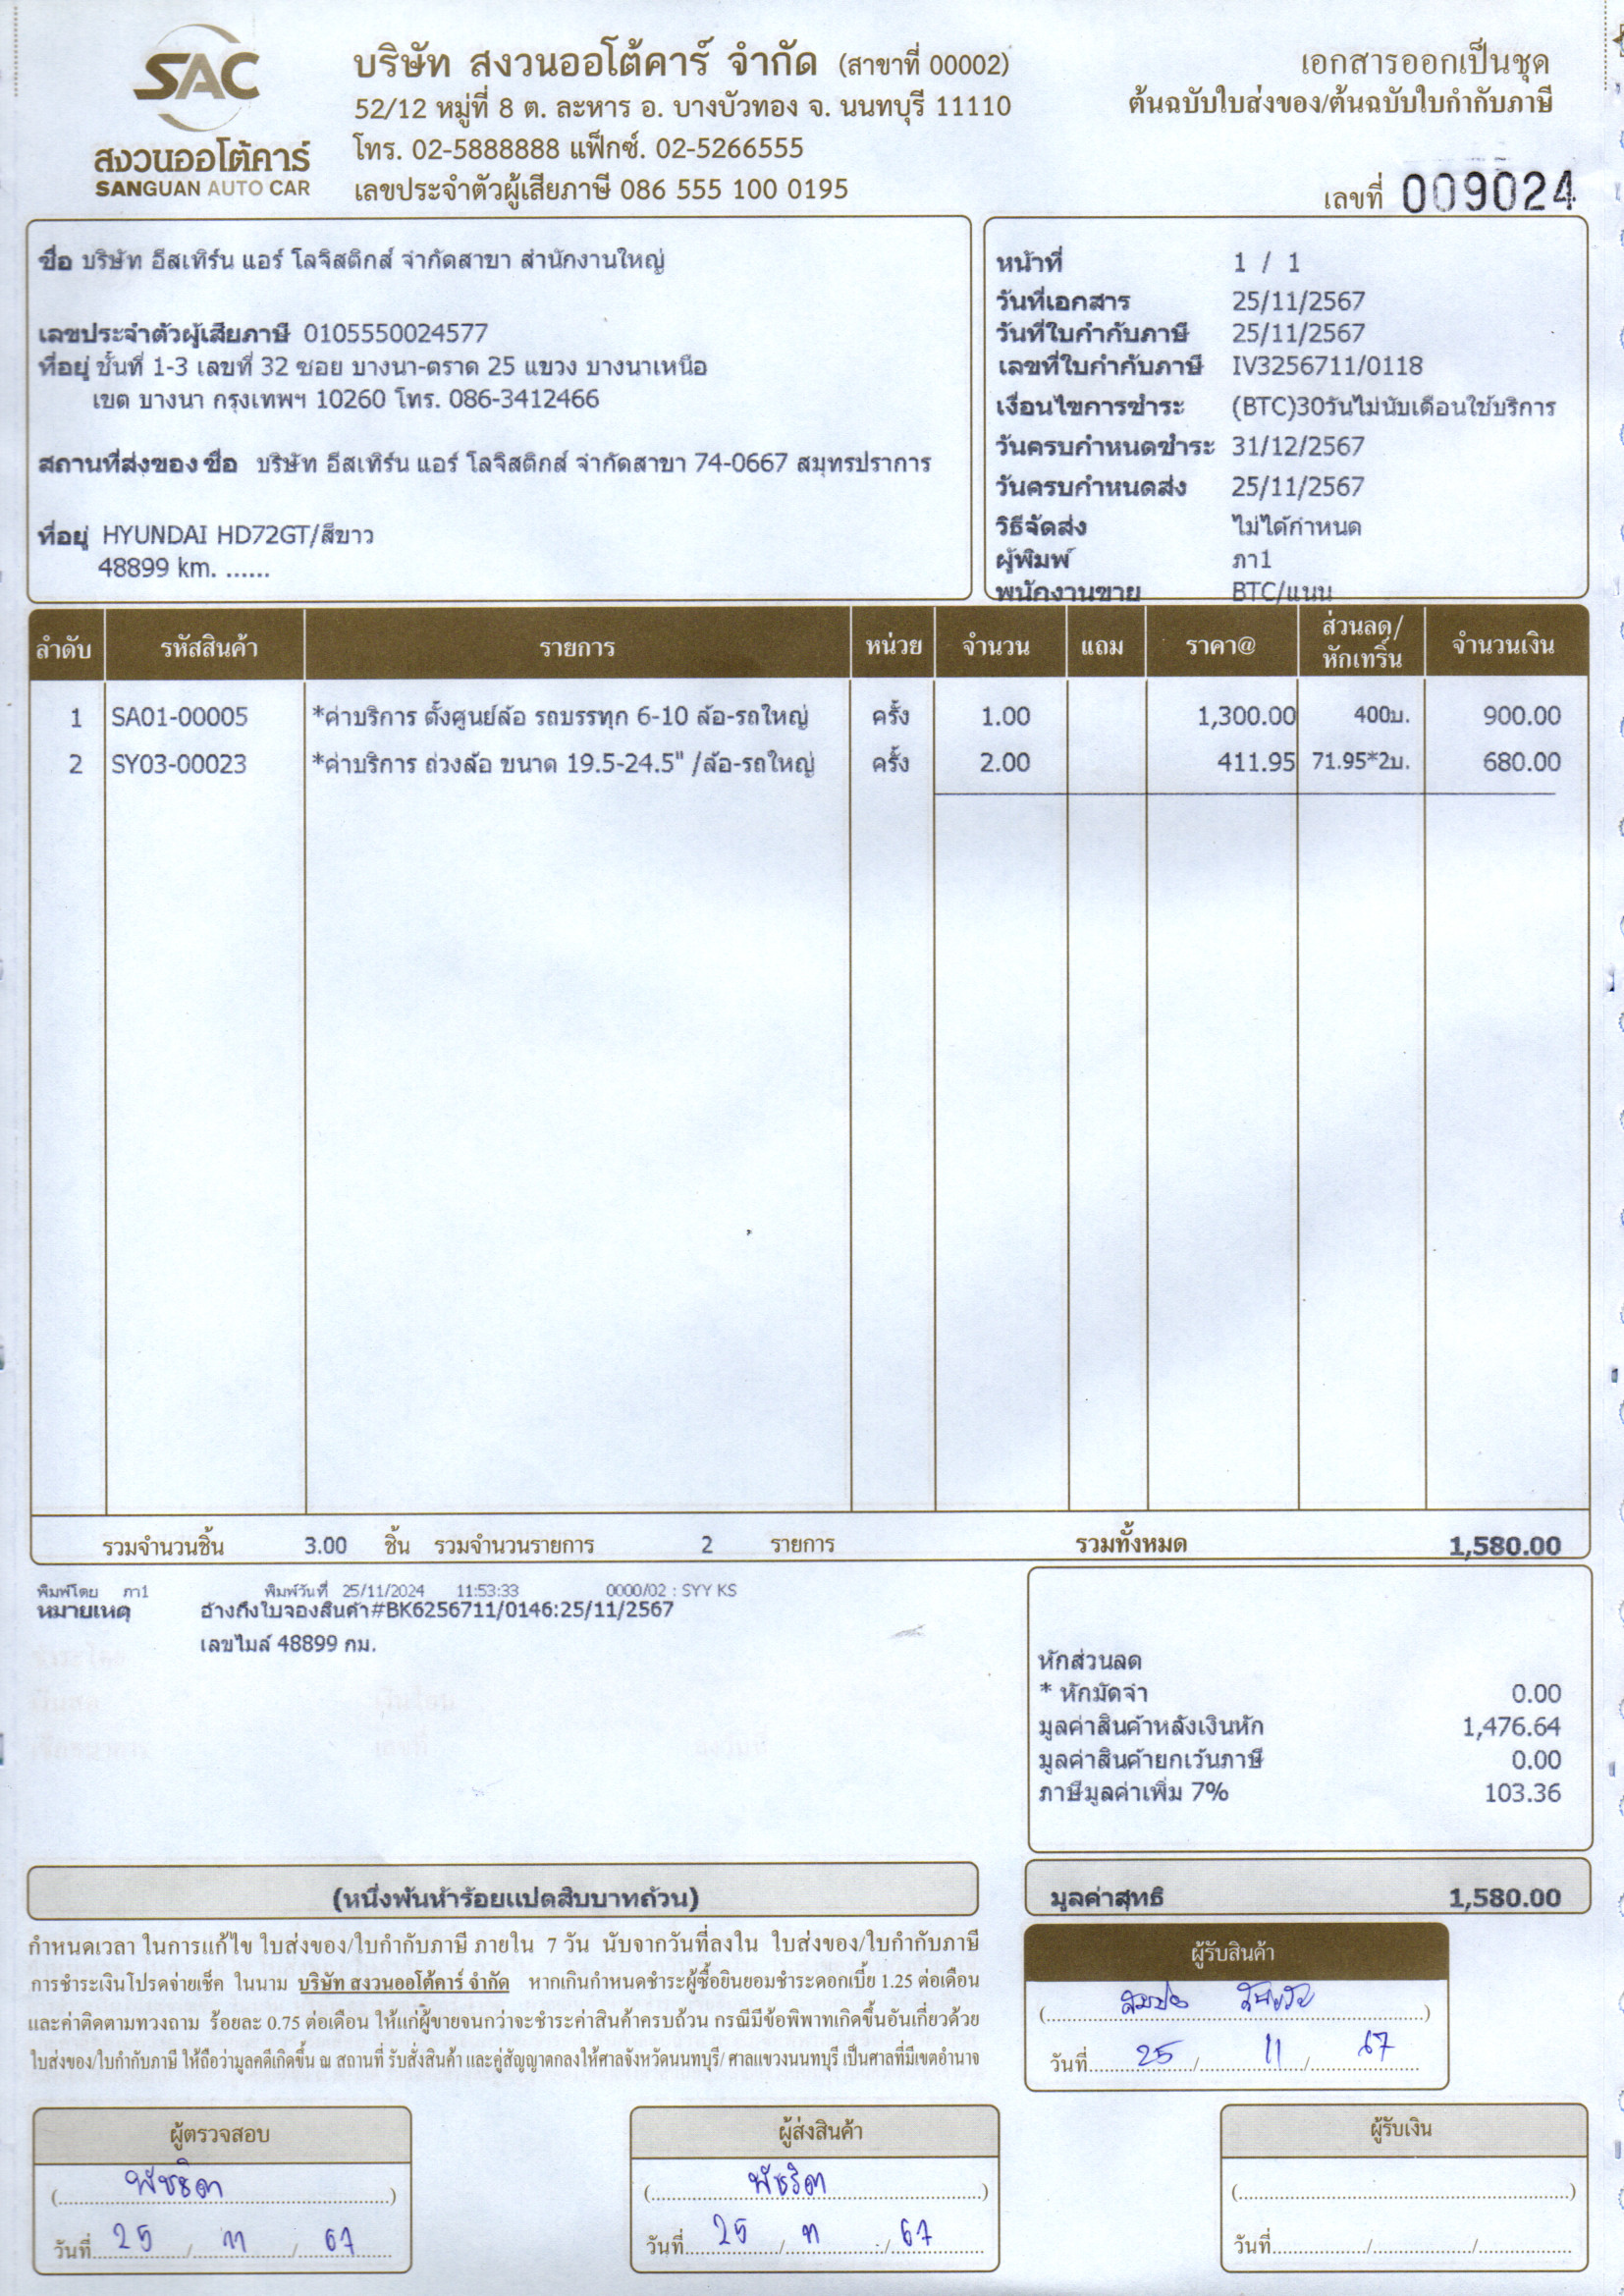 SAC
สงวนออโต้คาร์
SANGUAN AUTO CAR
บริษัท สงวนออโต้คาร์ จำกัด (สาขาที่ 00002)
52/12 หมู่ที่ 8 ต. ละหาร อ. บางบัวทอง จ. นนทบุรี 11110
โทร. 02-5888888 แฟ็กซ์. 02-5266555
เลขประจำตัวผู้เสียภาษี 086 555 100 0195
เอกสารออกเป็นชุด
ต้นฉบับใบส่งของ/ต้นฉบับใบกำกับภาษี
เลขที่ 009024
ชื่อ บริษัท อีสเทิร์น แอร์ โลจิสติกส์ จำกัดสาขา สำนักงานใหญ่
เลขประจำตัวผู้เสียภาษี 0105550024577
ที่อยู่ ชั้นที่ 1-3 เลขที่ 32 ซอย บางนา-ตราด 25 แขวง บางนาเหนือ
เขต บางนา กรุงเทพฯ 10260 โทร. 086-3412466
สถานที่ส่งของ ชื่อ บริษัท อีสเทิร์น แอร์ โลจิสติกส์ จำกัดสาขา 74-0667 สมุทรปราการ
ที่อยู่ HYUNDAI HD72GT/สีขาว
48899 km. ......
หน้าที่ 1 / 1
วันที่เอกสาร 25/11/2567
วันที่ใบกำกับภาษี 25/11/2567
เลขที่ใบกำกับภาษี IV3256711/0118
เงื่อนไขการชำระ (BTC)30วันไม่นับเดือนใช้บริการ
วันครบกำหนดชำระ 31/12/2567
วันครบกำหนดส่ง 25/11/2567
วิธีจัดส่ง ไม่ได้กำหนด
ผู้พิมพ์ ภา1
พนักงานขาย BTC/แนน
ลำดับ รหัสสินค้า รายการ หน่วย จำนวน แถม ราคา@ ส่วนลด/หักเทริ์น จำนวนเงิน
1 SA01-00005 *ค่าบริการ ตั้งศูนย์ล้อ รถบรรทุก 6-10 ล้อ-รถใหญ่ ครั้ง 1.00 1,300.00 400บ. 900.00
2 SY03-00023 *ค่าบริการ ถ่วงล้อ ขนาด 19.5-24.5" /ล้อ-รถใหญ่ ครั้ง 2.00 411.95 71.95*2บ. 680.00
รวมจำนวนชิ้น 3.00 ชิ้น รวมจำนวนรายการ 2 รายการ รวมทั้งหมด 1,580.00
พิมพ์โดย ภา1 พิมพ์วันที่ 25/11/2024 11:53:33 0000/02 : SYY KS
หมายเหตุ อ้างถึงใบจองสินค้า#BK6256711/0146:25/11/2567
เลขไมล์ 48899 กม.
หักส่วนลด
* หักมัดจำ 0.00
มูลค่าสินค้าหลังเงินหัก 1,476.64
มูลค่าสินค้ายกเว้นภาษี 0.00
ภาษีมูลค่าเพิ่ม 7% 103.36
(หนึ่งพันห้าร้อยแปดสิบบาทถ้วน)
มูลค่าสุทธิ 1,580.00
กำหนดเวลา ในการแก้ไข ใบส่งของ/ใบกำกับภาษี ภายใน 7 วัน นับจากวันที่ลงใน ใบส่งของ/ใบกำกับภาษี
การชำระเงินโปรดจ่ายเช็ค ในนาม บริษัท สงวนออโต้คาร์ จำกัด หากเกินกำหนดชำระผู้ซื้อยินยอมชำระดอกเบี้ย 1.25 ต่อเดือน
และค่าติดตามทวงถาม ร้อยละ 0.75 ต่อเดือน ให้แก่ผู้ขายจนกว่าจะชำระค่าสินค้าครบถ้วน กรณีมีข้อพิพาทเกิดขึ้นอันเกี่ยวด้วย
ใบส่งของ/ใบกำกับภาษี ให้ถือว่ามูลคดีเกิดขึ้น ณ สถานที่ รับสั่งสินค้า และคู่สัญญาตกลงให้ศาลจังหวัดนนทบุรี/ ศาลแขวงนนทบุรี เป็นศาลที่มีเขตอำนาจ
ผู้รับสินค้า
วันที่ 25 / 11 / 67
ผู้ตรวจสอบ
(พัชริดา)
วันที่ 25 / 11 / 67
ผู้ส่งสินค้า
(พัชริดา)
วันที่ 25 / 11 / 67
ผู้รับเงิน
(....................)
วันที่........../........../..........